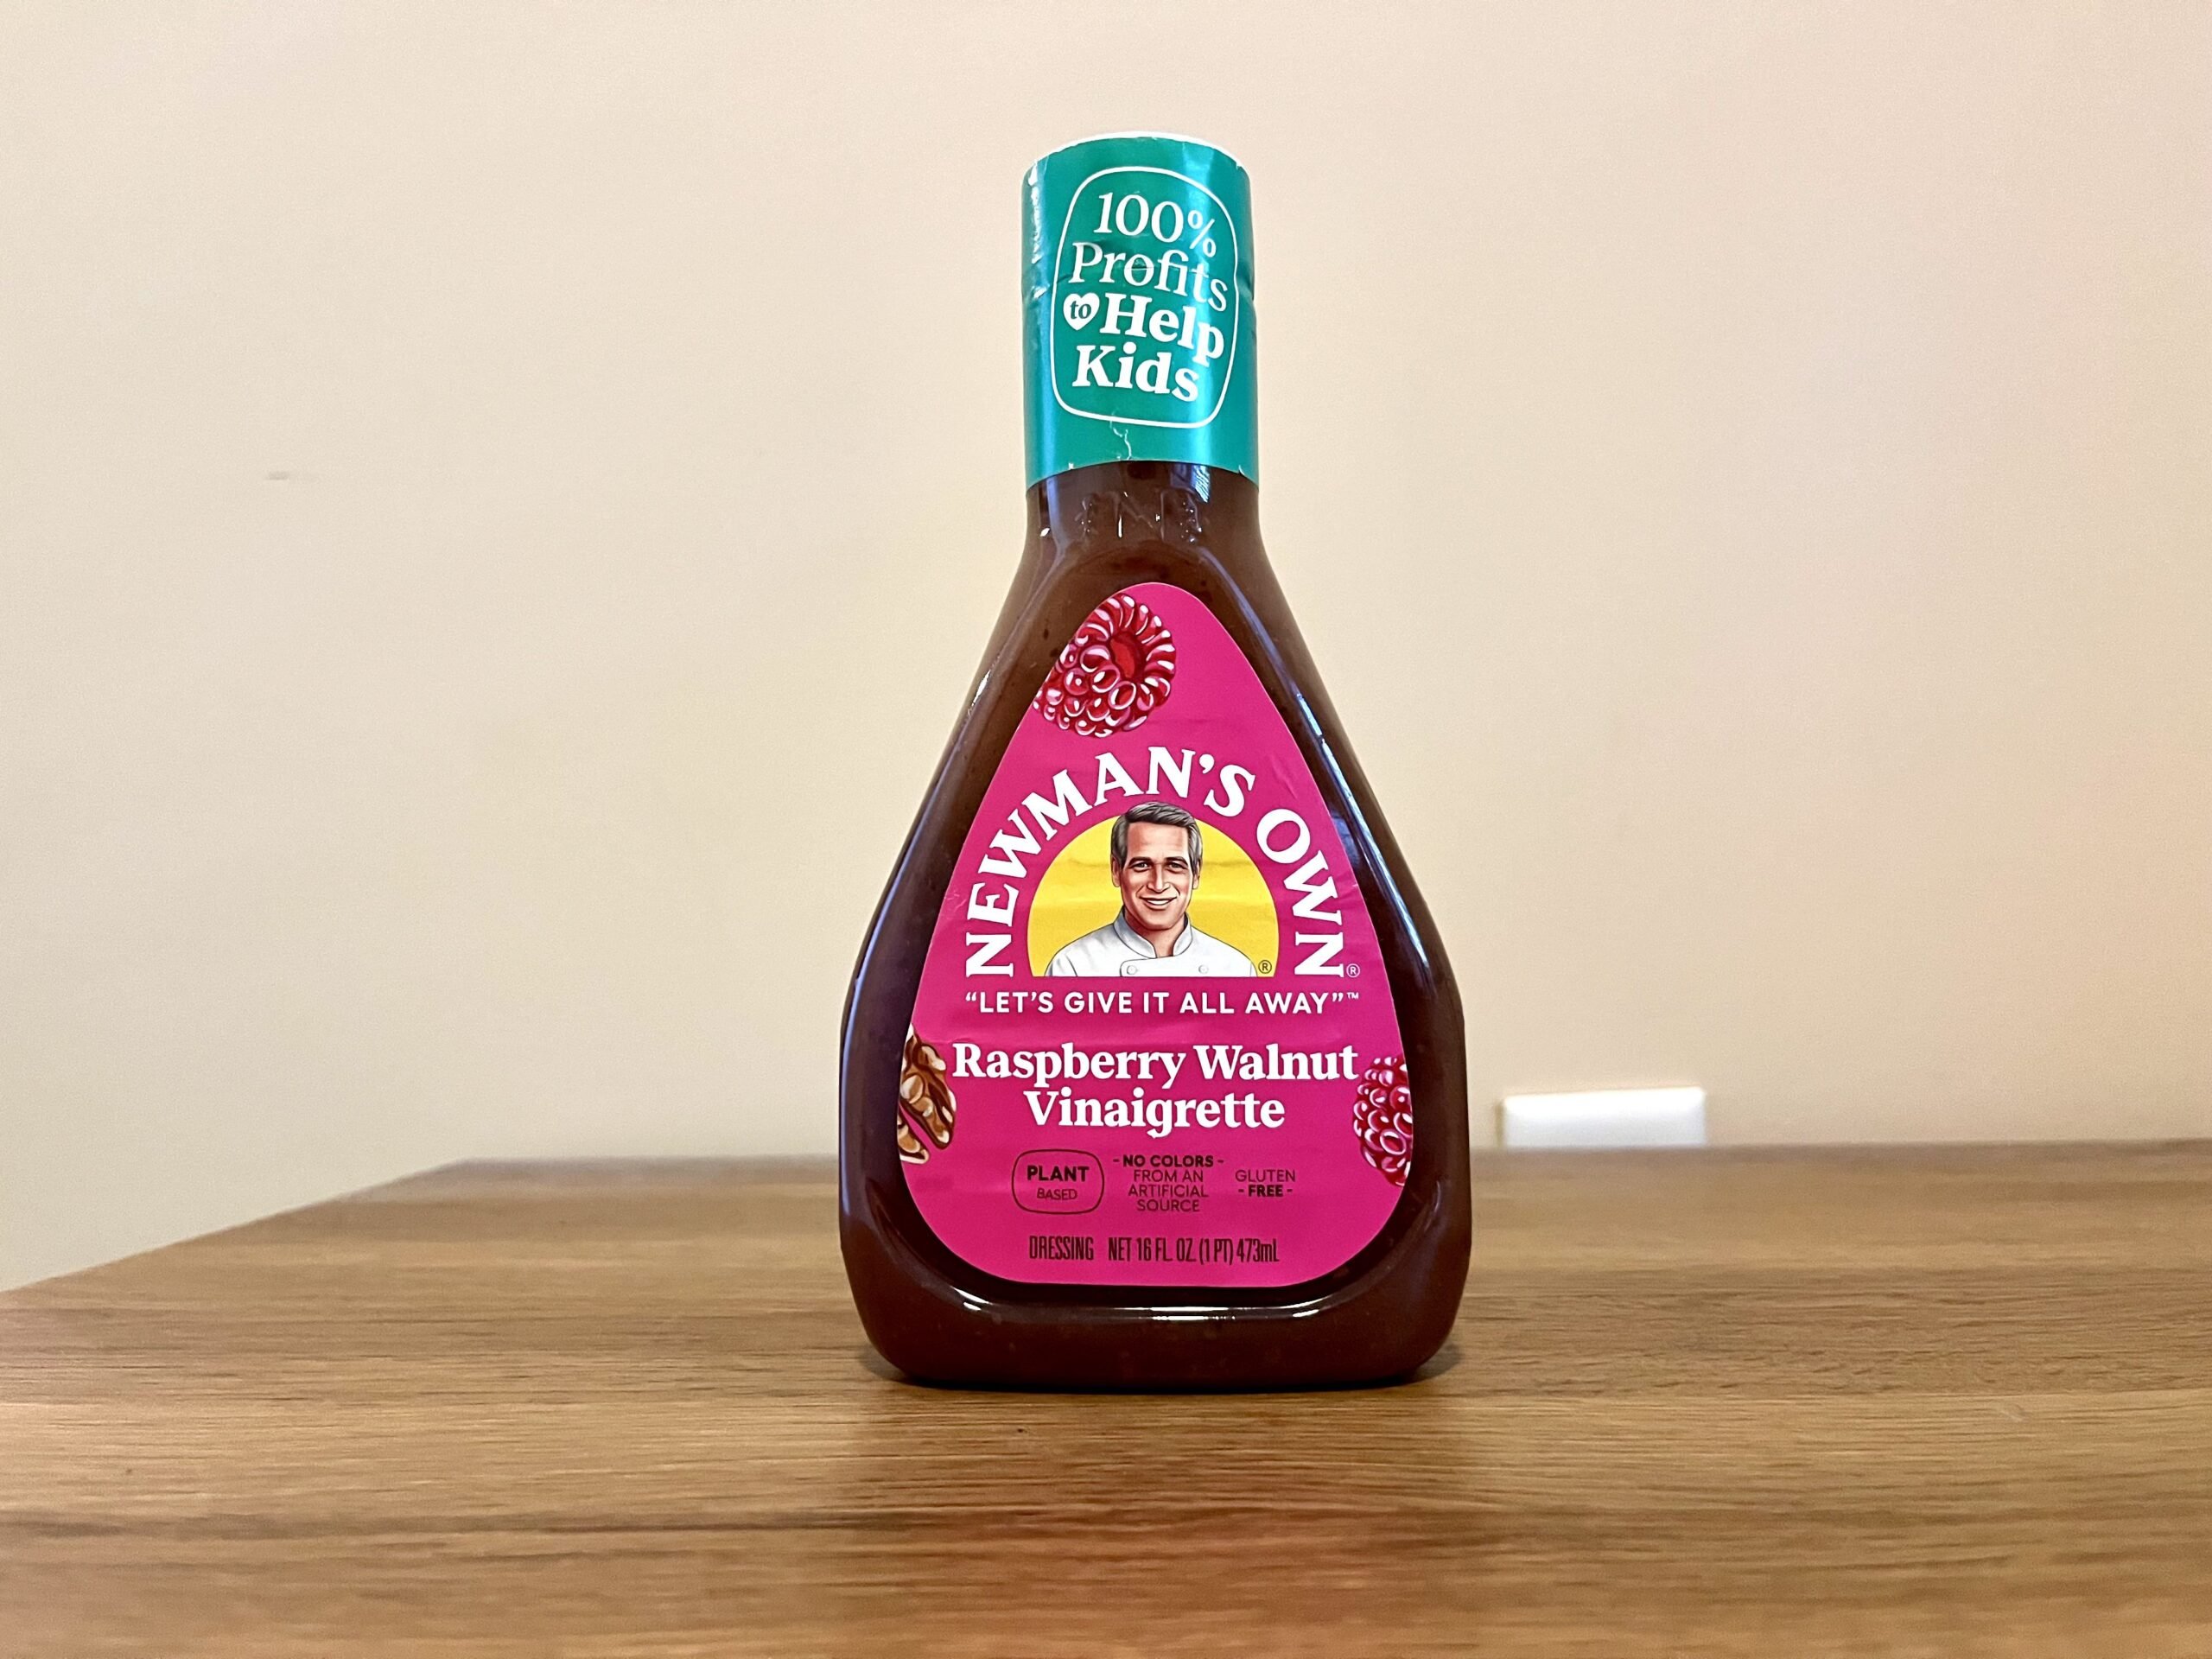 100%
Profits
to Help
Kids
NEWMAN'S OWN®
®
"LET'S GIVE IT ALL AWAY"™
Raspberry Walnut
Vinaigrette
PLANT
BASED
- NO COLORS -
FROM AN
ARTIFICIAL
SOURCE
GLUTEN
- FREE -
DRESSING NET 16 FL. OZ. (1 PT) 473mL